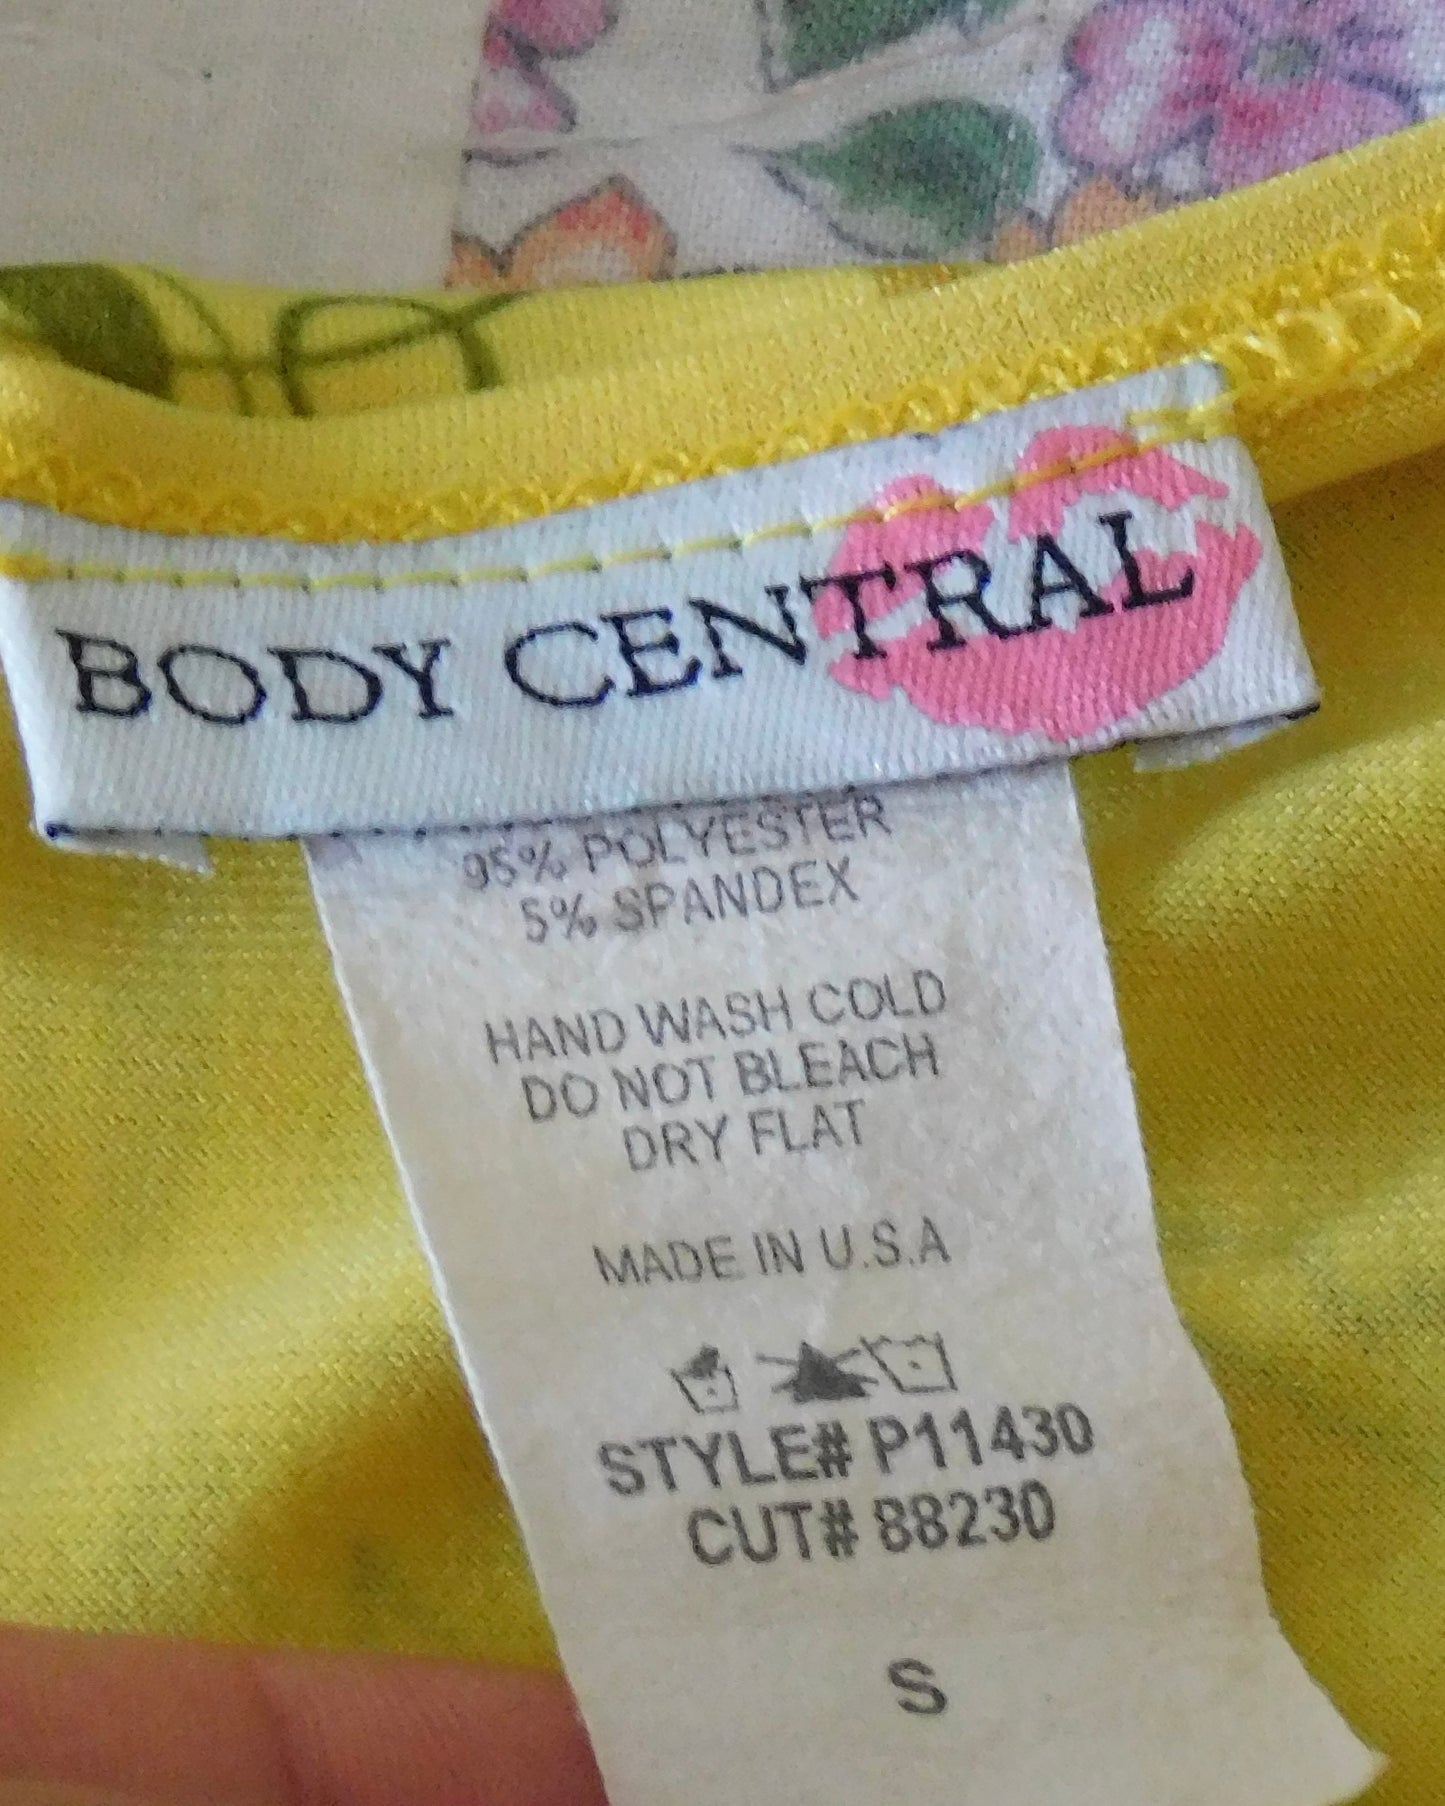 BODY CENTRAL
95% POLYESTER
5% SPANDEX
HAND WASH COLD
DO NOT BLEACH
DRY FLAT
MADE IN U.S.A
STYLE# P11430
CUT# 88230
S